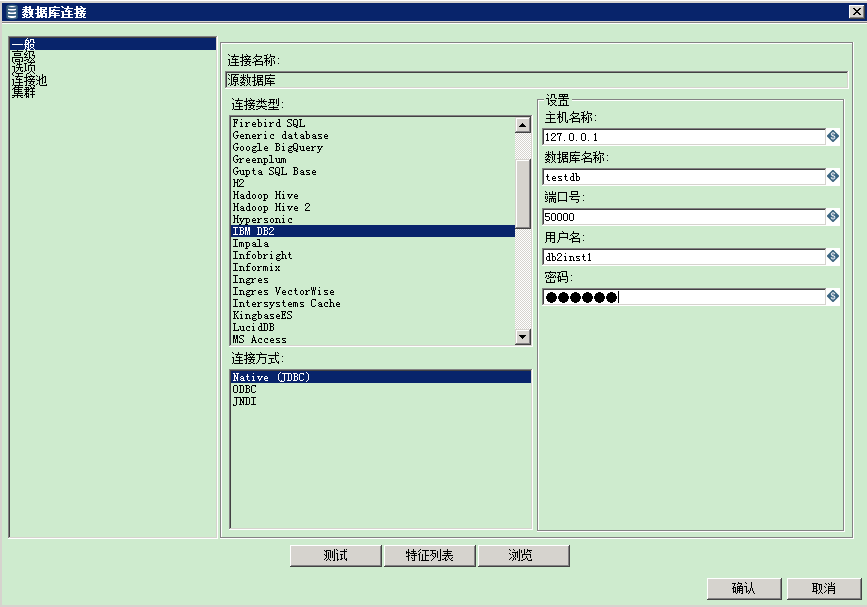 数据库连接
一般
高级
选项
连接池
集群
连接名称:
源数据库
连接类型:
Firebird SQL
Generic database
Google BigQuery
Greenplum
Gupta SQL Base
H2
Hadoop Hive
Hadoop Hive 2
Hypersonic
IBM DB2
Impala
Infobright
Informix
Ingres
Ingres VectorWise
Intersystems Cache
KingbaseES
LucidDB
MS Access
连接方式:
Native (JDBC)
ODBC
JNDI
设置
主机名称:
127.0.0.1
数据库名称:
testdb
端口号:
50000
用户名:
db2inst1
密码:
●●●●●●
测试
特征列表
浏览
确认
取消